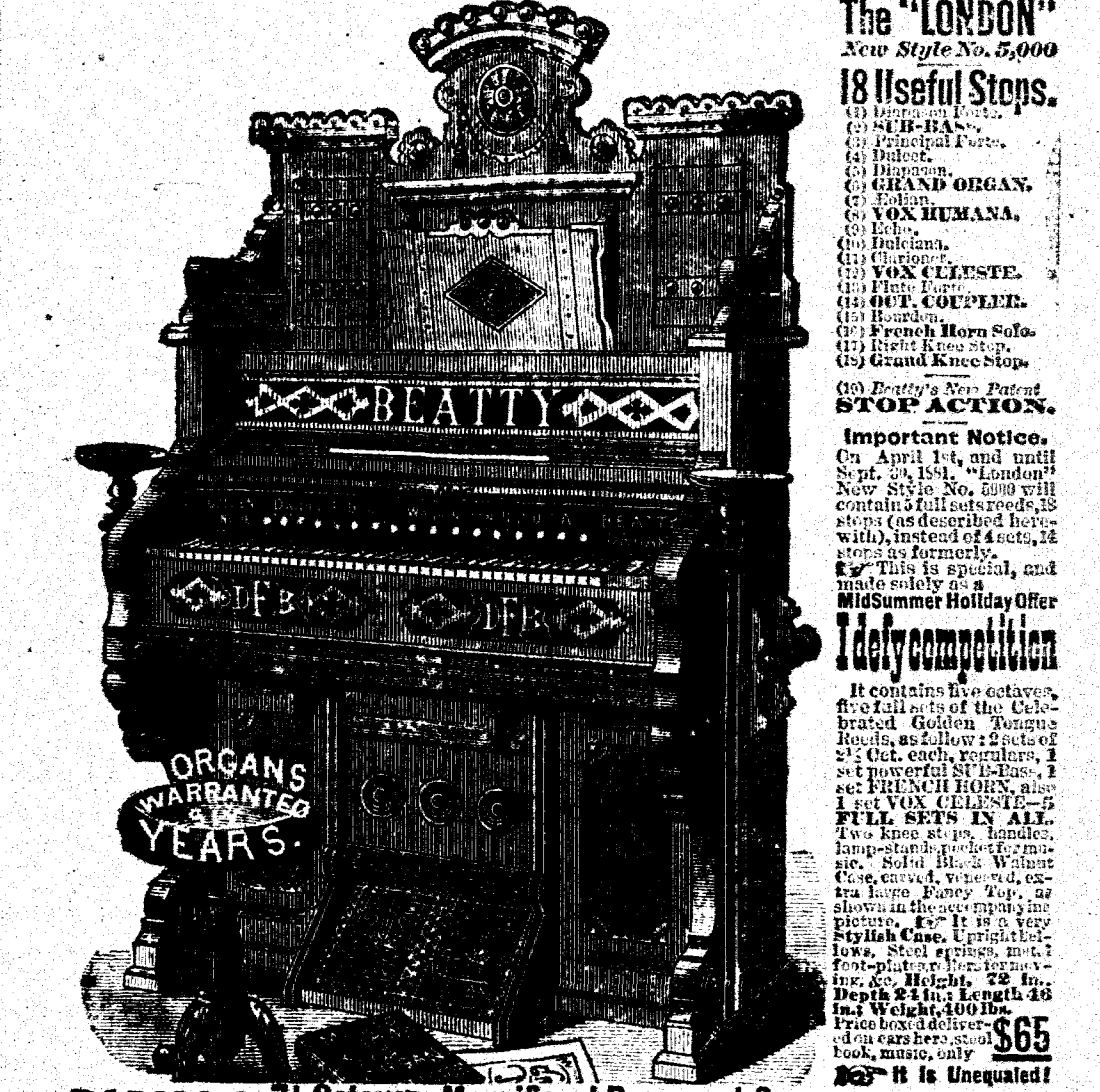 The "LONDON"
New Style No. 5,000
18 Useful Stops.
(1) Diapason Forte.
(2) SUB-BASS.
(3) Principal Forte.
(4) Dulcet.
(5) Diapason.
(6) GRAND ORGAN.
(7) Æolian.
(8) VOX HUMANA.
(9) Echo.
(10) Dulciana.
(11) Clarionet.
(12) VOX CELESTE.
(13) Flute Forte.
(14) OCT. COUPLER.
(15) Bourdon.
(16) French Horn Solo.
(17) Right Knee Stop.
(18) Grand Knee Stop.
(19) Beatty's New Patent
STOP ACTION.
Important Notice.
On April 1st, and until
Sept. 30, 1881, "London"
New Style No. 5000 will
contain 5 full sets reeds, 18
stops (as described here-
with), instead of 4 sets, 14
stops as formerly.
This is special, and
made solely as a
MidSummer Holiday Offer
I defy competition
It contains five octaves,
five full sets of the Cele-
brated Golden Tongue
Reeds, as follow: 2 sets of
2½ Oct. each, regulars, 1
set powerful SUB-Bass, 1
set FRENCH HORN, also
1 set VOX CELESTE—5
FULL SETS IN ALL.
Two knee stops, handles,
lamp-stands, pocket for mu-
sic. Solid Black Walnut
Case, carved, veneered, ex-
tra large Fancy Top, as
shown in the accompanying
picture. It is a very
Stylish Case. Upright Bel-
lows, Steel springs, met'l
foot-plates, rollers for mov-
ing, &c. Height, 72 In..
Depth 24 in.; Length 46
in.; Weight, 400 lbs.
Price boxed deliver-
ed on cars here, stool
book, music, only $65
It is Unequaled!
BEATTY
DFB DFB
ORGANS
WARRANTED
SIX
YEARS.